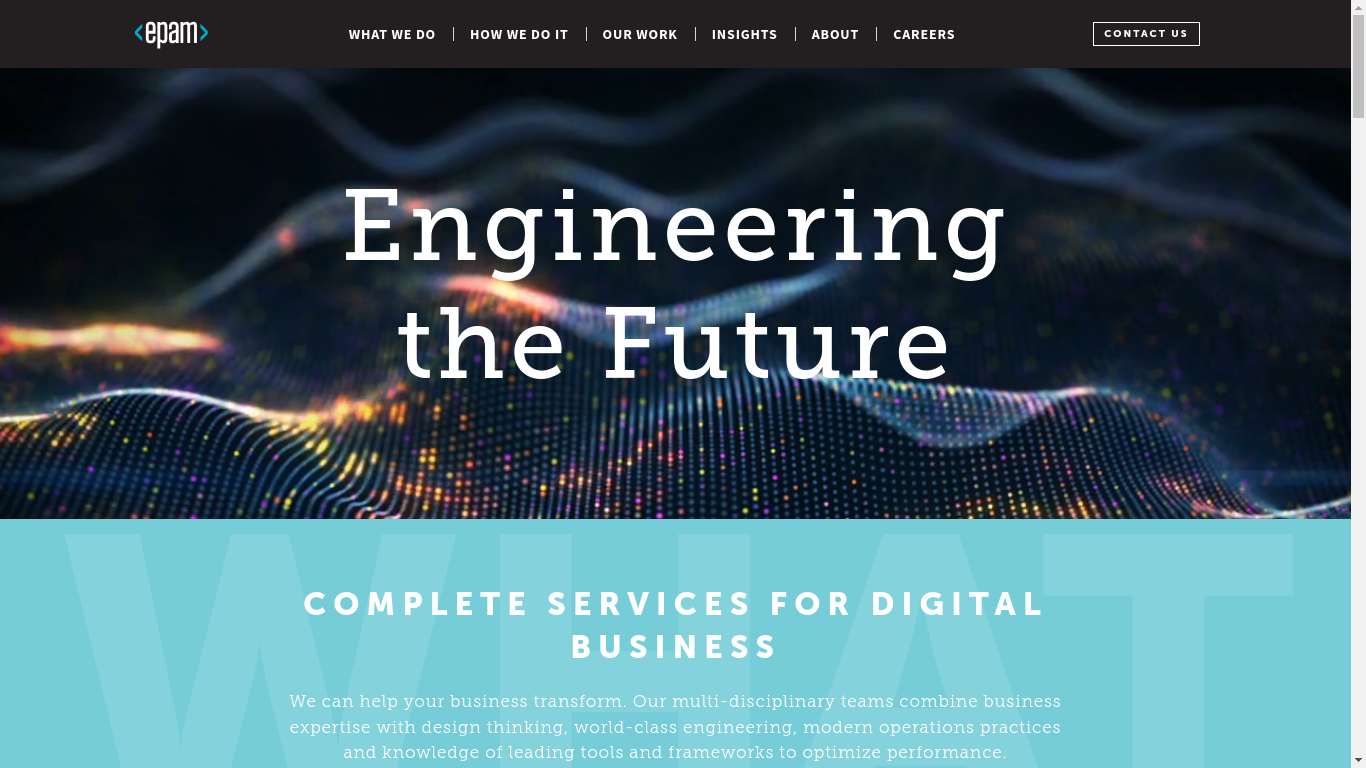 <epam>
WHAT WE DO
HOW WE DO IT
OUR WORK
INSIGHTS
ABOUT
CAREERS
CONTACT US
Engineering
the Future
WHAT
COMPLETE SERVICES FOR DIGITAL
BUSINESS
We can help your business transform. Our multi-disciplinary teams combine business
expertise with design thinking, world-class engineering, modern operations practices
and knowledge of leading tools and frameworks to optimize performance.